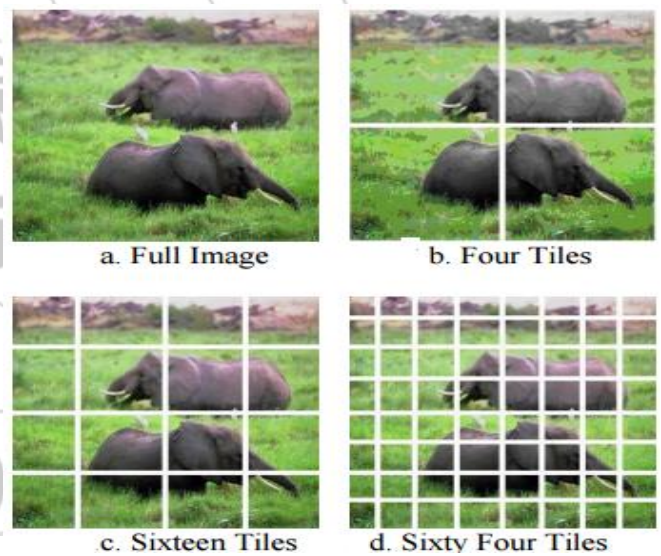 a. Full Image
b. Four Tiles
.c. Sixteen Tiles
d. Sixty Four Tiles